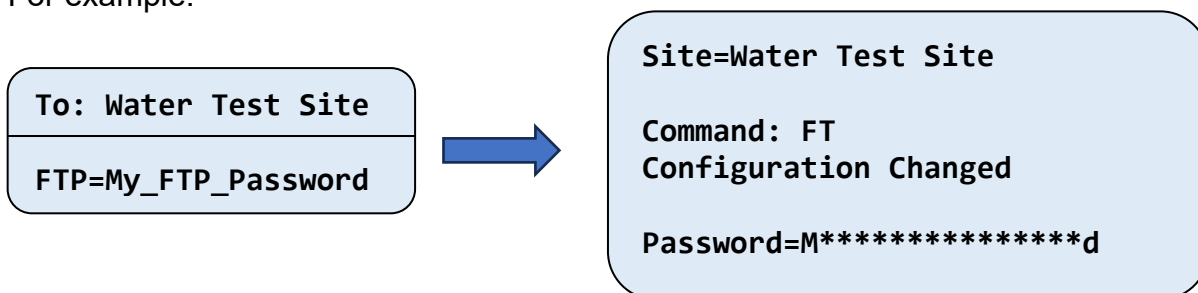 For example:
To: Water Test Site
FTP=My_FTP_Password
Site=Water Test Site
Command: FT
Configuration Changed
Password=M***************d